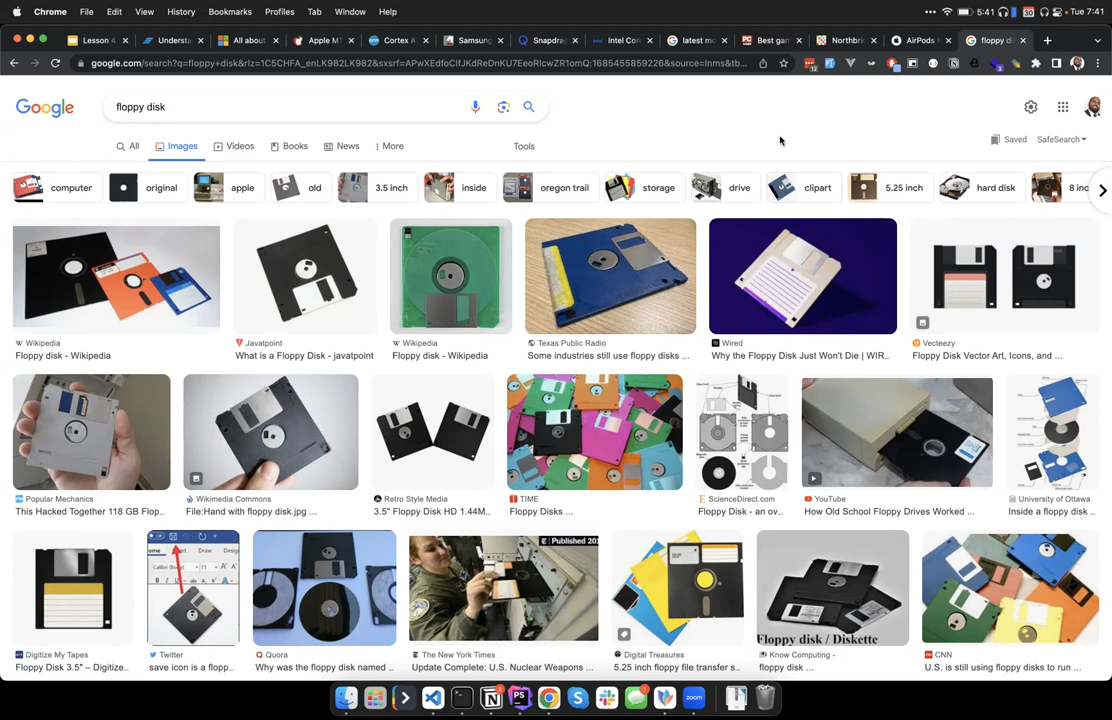 Chrome File Edit View History Bookmarks Profiles Tab Window Help
5:41 30 Tue 7:41
Lesson 4 Understa All about Apple M1 Cortex A Samsung Snapdrag Intel Cor latest mo Best gam Northbri AirPods floppy di
google.com/search?q=floppy+disk&rlz=1C5CHFA_enLK982LK982&sxsrf=APwXEdfoClfJKdReDnKU7EeoRlcwZR1omQ:1685455859226&source=lnms&tb...
Google floppy disk
All Images Videos Books News More Tools
Saved SafeSearch
computer original apple old 3.5 inch inside oregon trail storage drive clipart 5.25 inch hard disk 8 inc
Wikipedia Javatpoint Wikipedia Texas Public Radio Wired Vecteezy
Floppy disk - Wikipedia What is a Floppy Disk - javatpoint Floppy disk - Wikipedia Some industries still use floppy disks ... Why the Floppy Disk Just Won't Die | WIR... Floppy Disk Vector Art, Icons, and ...
Popular Mechanics Wikimedia Commons Retro Style Media TIME ScienceDirect.com YouTube University of Ottawa
This Hacked Together 118 GB Flop... File:Hand with floppy disk.jpg ... 3.5" Floppy Disk HD 1.44M... Floppy Disks ... Floppy Disk - an ov... How Old School Floppy Drives Worked ... Inside a floppy disk ...
Published 201
Floppy disk / Diskette
Digitize My Tapes Twitter Quora The New York Times Digital Treasures Know Computing - CNN
Floppy Disk 3.5" – Digitize... save icon is a flopp... Why was the floppy disk named ... Update Complete: U.S. Nuclear Weapons ... 5.25 inch floppy file transfer s... floppy disk ... U.S. is still using floppy disks to run ...
zoom